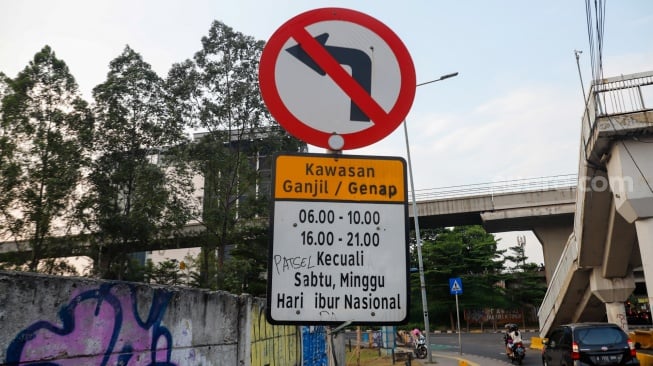 Kawasan
Ganjil / Genap
06.00 - 10.00
16.00 - 21.00
PATSEL
Kecuali
Sabtu, Minggu
Hari ibur Nasional